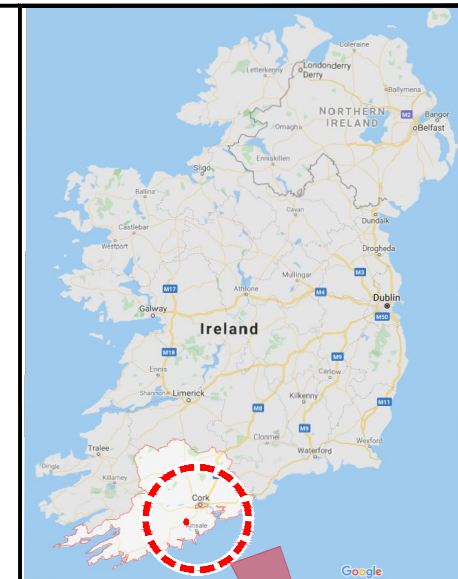 Coleraine
Londonderry
Derry
Letterkenny
Ballymena
NORTHERN
IRELAND
M2
Bangor
Belfast
Omagh
Enniskillen
Sligo
Ballina
Cavan
Dundalk
Castlebar
Westport
Drogheda
M3
Mullingar
M17
Athlone
M4
Dublin
Galway
M50
Ireland
M18
M9
Ennis
Carlow
Shannon
Limerick
Kilkenny
M11
M8
Clonmel
M9
Wexford
Tralee
Waterford
Dingle
Killarney
Cork
Kinsale
Google